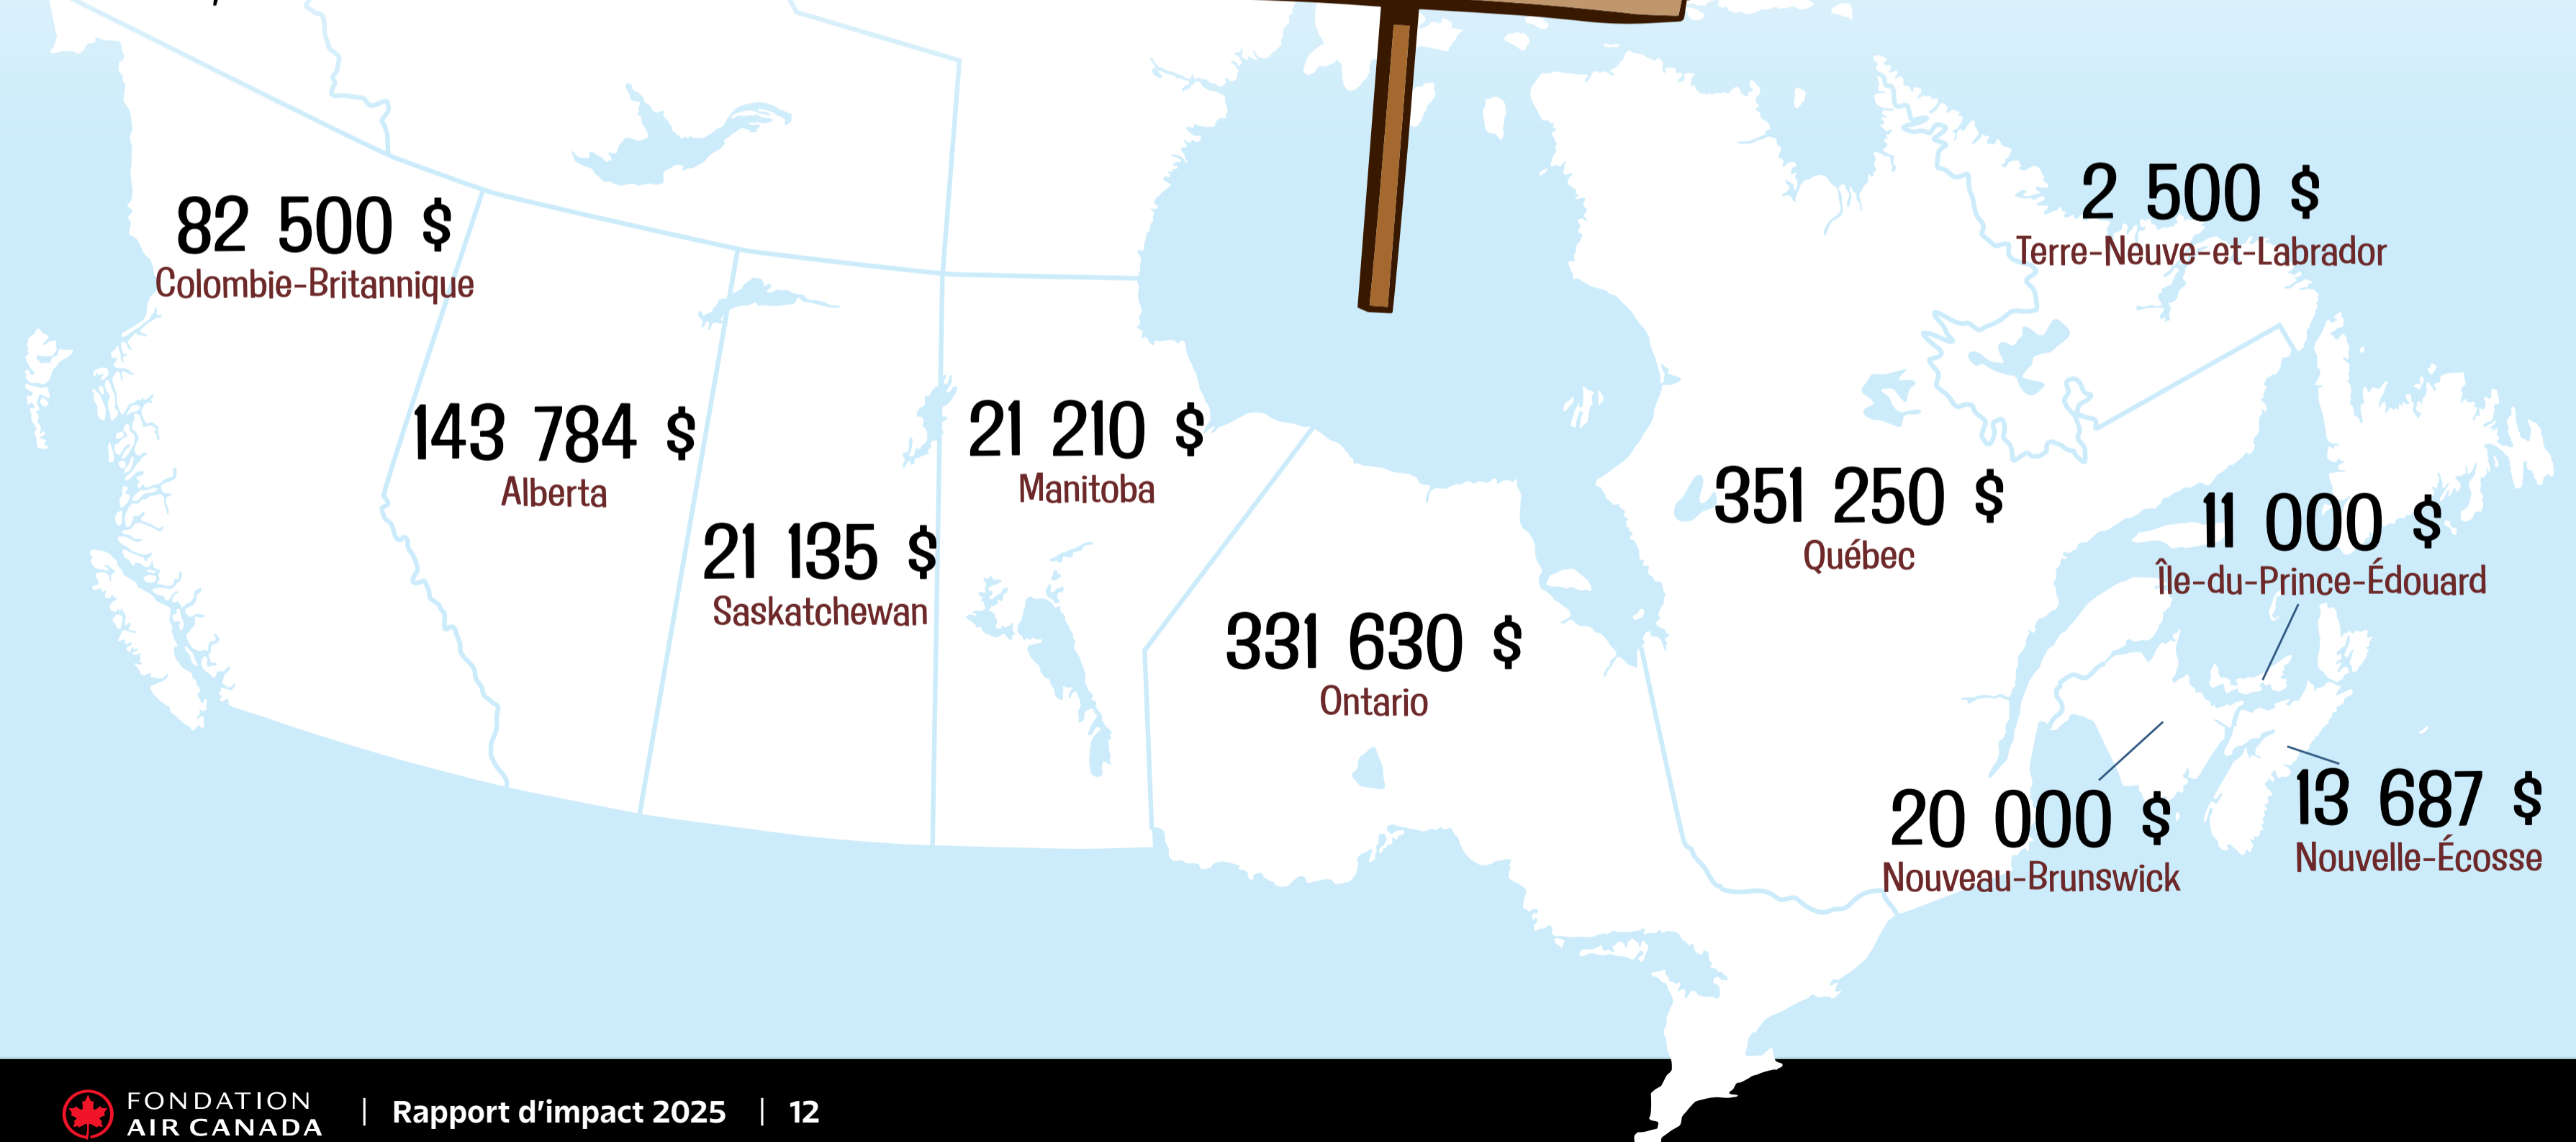 2 500 $
Terre-Neuve-et-Labrador
82 500 $
Colombie-Britannique
143 784 $
Alberta
21 210 $
Manitoba
351 250 $
Québec
11 000 $
Île-du-Prince-Édouard
21 135 $
Saskatchewan
331 630 $
Ontario
20 000 $
Nouveau-Brunswick
13 687 $
Nouvelle-Écosse
FONDATION
AIR CANADA
| Rapport d'impact 2025 | 12